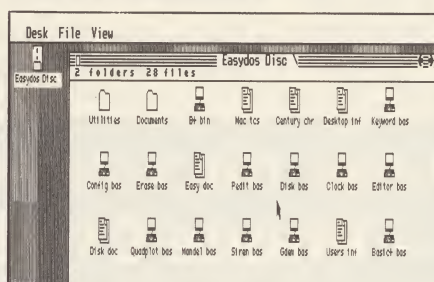 Desk File View
Easydos Disc
Easydos Disc
2 folders 28 files
Utilities Documents B+ bin Mac tcs Century chr Desktop inf Keyword bas
Config bas Erase bas Easy doc Pedit bas Disk bas Clock bas Editor bas
Disk doc Quadplot bas Mandel bas Siren bas Gdem bas Users inf Basic+ bas